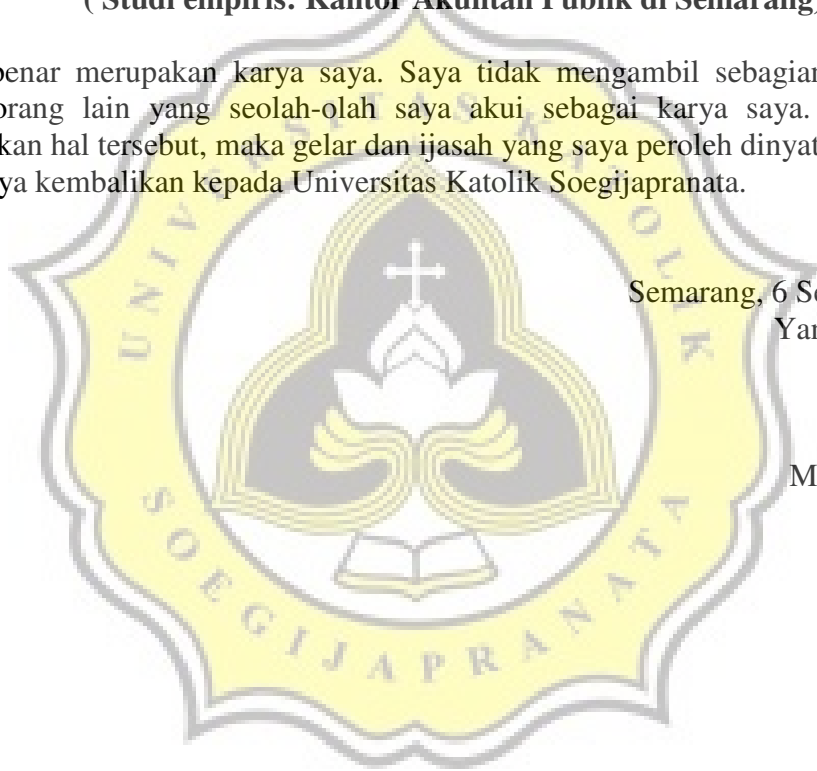 ( Studi empiris: Kantor Akuntan Publik di Semarang)
benar merupakan karya saya. Saya tidak mengambil sebagian
orang lain yang seolah-olah saya akui sebagai karya saya.
kan hal tersebut, maka gelar dan ijasah yang saya peroleh dinyat
ya kembalikan kepada Universitas Katolik Soegijapranata.
Semarang, 6 Se
Yan
M
UNIVERSITAS KATOLIK
SOEGIJAPRANATA